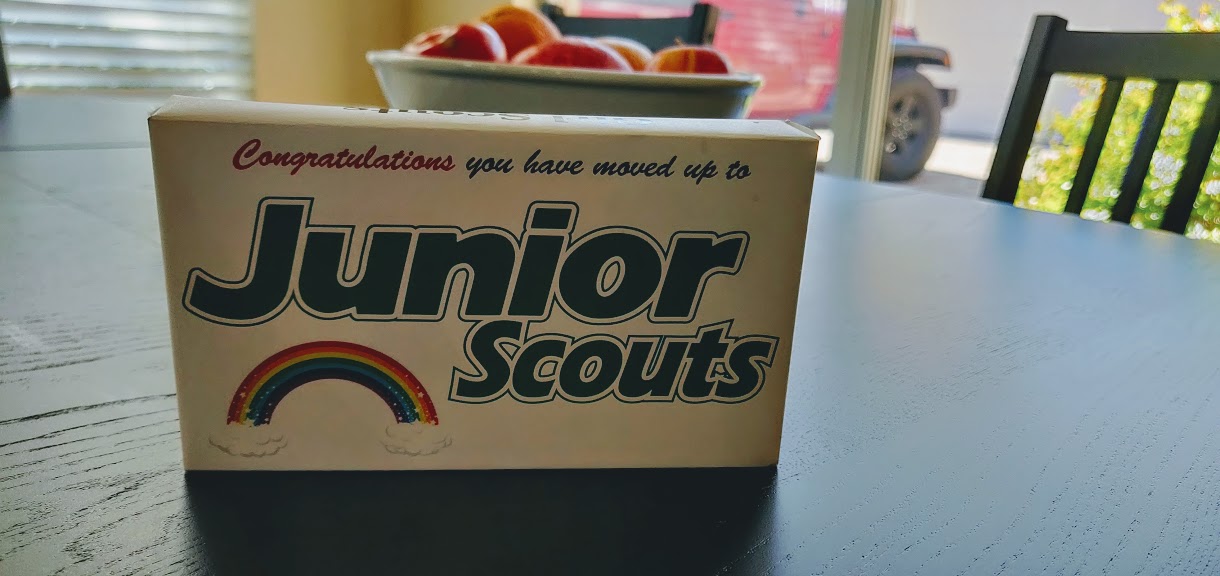 Congratulations you have moved up to
Junior
Scouts